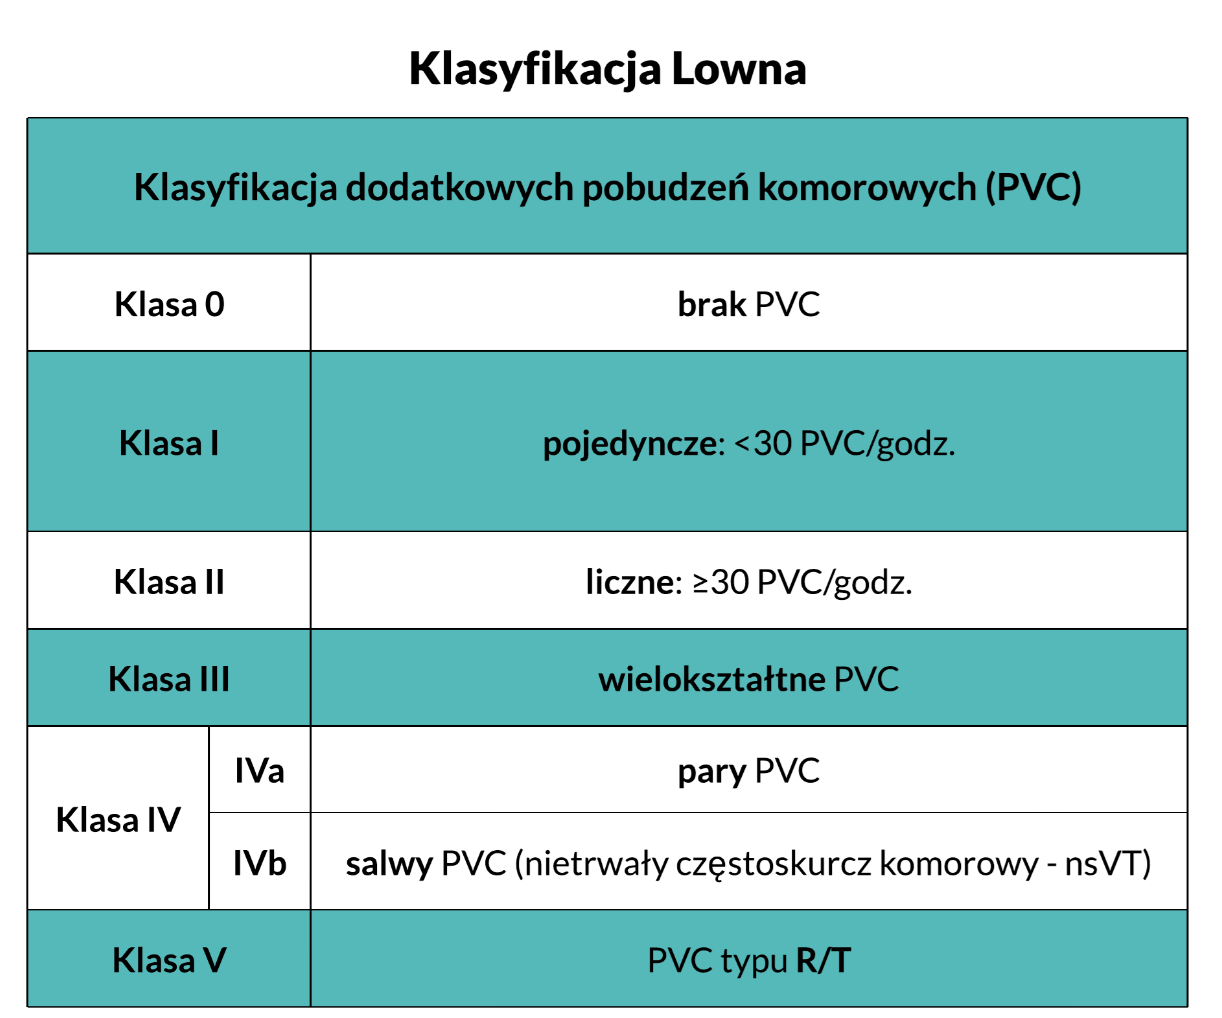 Klasyfikacja Lowna
Klasyfikacja dodatkowych pobudzeń komorowych (PVC)
Klasa 0
brak PVC
Klasa I
pojedyncze: <30 PVC/godz.
Klasa II
liczne: ≥30 PVC/godz.
Klasa III
wielokształtne PVC
Klasa IV
IVa
pary PVC
IVb
salwy PVC (nietrwały częstoskurcz komorowy - nsVT)
Klasa V
PVC typu R/T